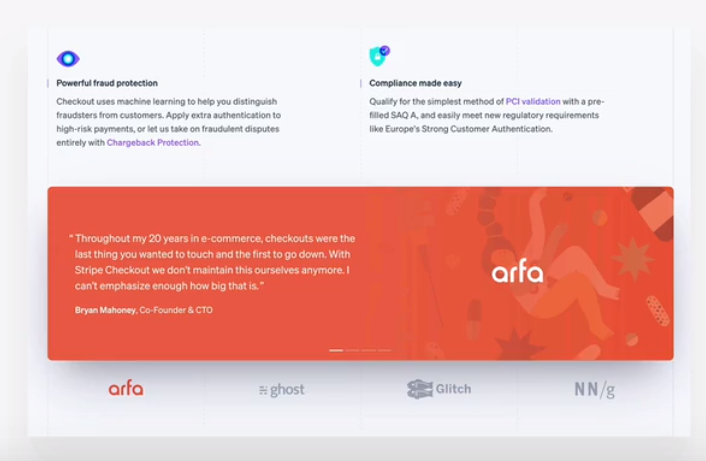 Powerful fraud protection
Checkout uses machine learning to help you distinguish
fraudsters from customers. Apply extra authentication to
high-risk payments, or let us take on fraudulent disputes
entirely with Chargeback Protection.
Compliance made easy
Qualify for the simplest method of PCI validation with a pre-
filled SAQ A, and easily meet new regulatory requirements
like Europe's Strong Customer Authentication.
“Throughout my 20 years in e-commerce, checkouts were the
last thing you wanted to touch and the first to go down. With
Stripe Checkout we don't maintain this ourselves anymore. I
can't emphasize enough how big that is.”
Bryan Mahoney, Co-Founder & CTO
arfa
arfa
ghost
Glitch
NN/g